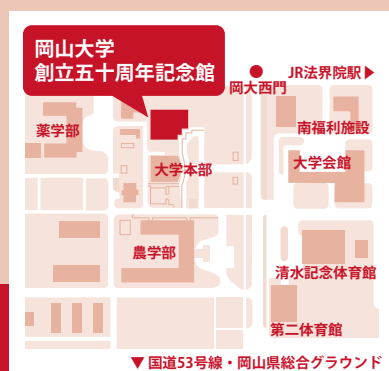 岡山大学
創立五十周年記念館
岡大西門
JR法界院駅▶
薬学部
南福利施設
大学本部
大学会館
農学部
清水記念体育館
第二体育館
▼国道53号線・岡山県総合グラウンド